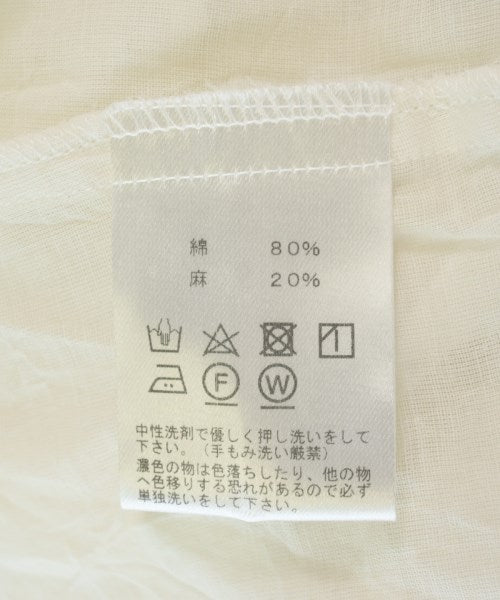 綿 80%
麻 20%
F W
中性洗剤で優しく押し洗いをして
下さい。（手もみ洗い厳禁）
濃色の物は色落ちしたり、他の物
へ色移りする恐れがあるので必ず
単独洗いをして下さい。